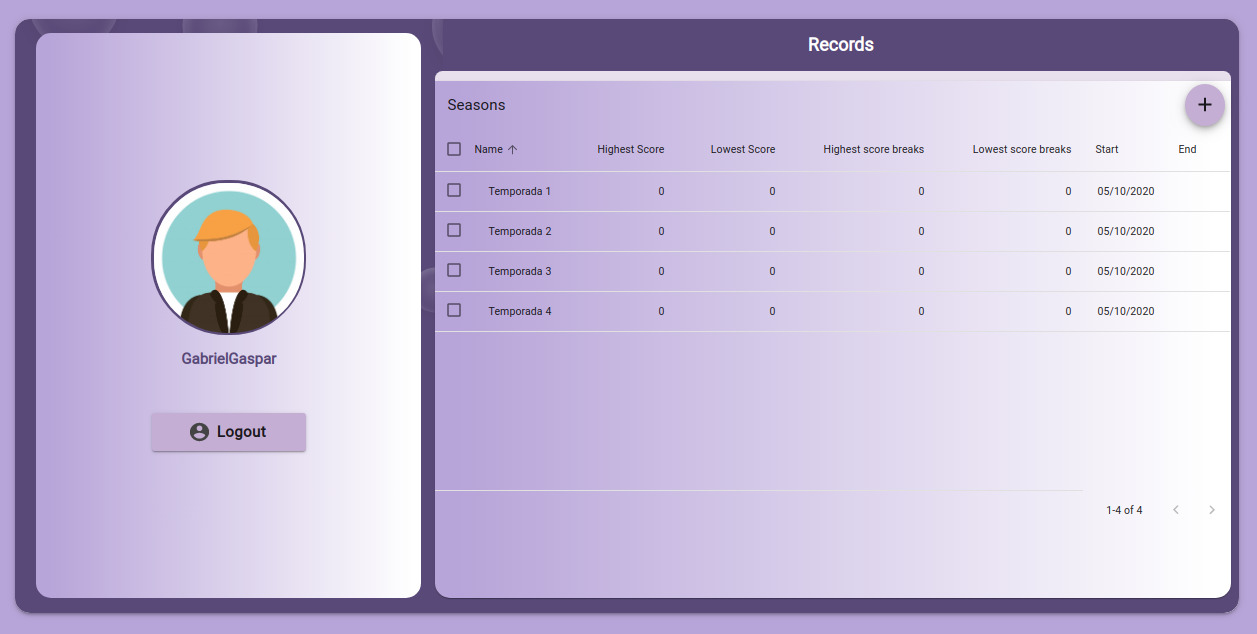 Records
Seasons
Name Highest Score Lowest Score Highest score breaks Lowest score breaks Start End
Temporada 1 0 0 0 0 05/10/2020
Temporada 2 0 0 0 0 05/10/2020
Temporada 3 0 0 0 0 05/10/2020
Temporada 4 0 0 0 0 05/10/2020
1-4 of 4
GabrielGaspar
Logout